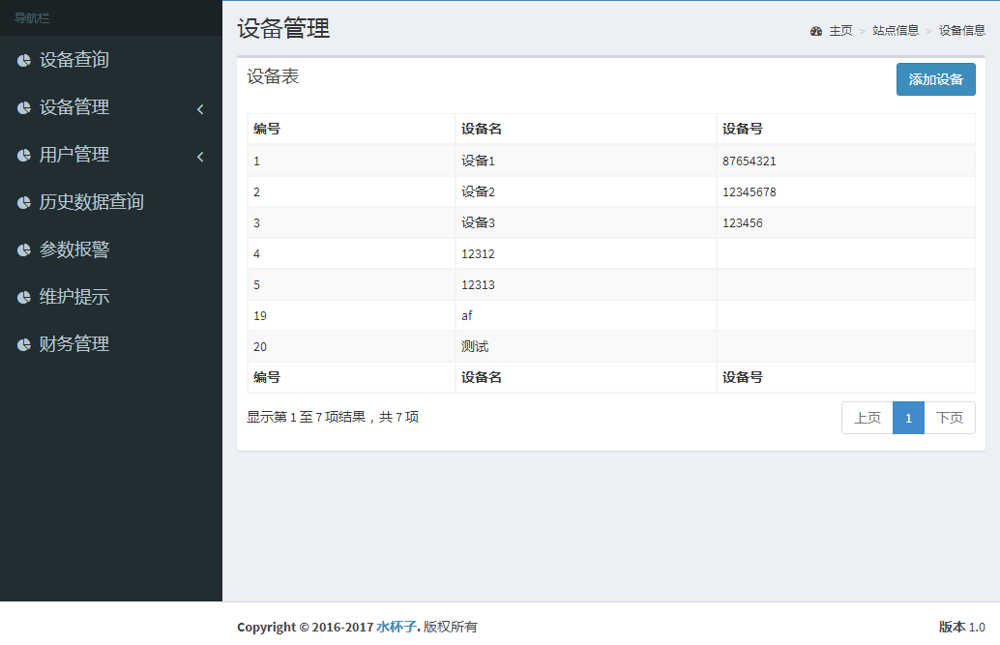 导航栏
设备查询
设备管理
用户管理
历史数据查询
参数报警
维护提示
财务管理
设备管理
主页 > 站点信息 > 设备信息
设备表
添加设备
编号 设备名 设备号
1 设备1 87654321
2 设备2 12345678
3 设备3 123456
4 12312
5 12313
19 af
20 测试
编号 设备名 设备号
显示第 1 至 7 项结果，共 7 项
上页 1 下页
Copyright © 2016-2017 水杯子. 版权所有
版本 1.0